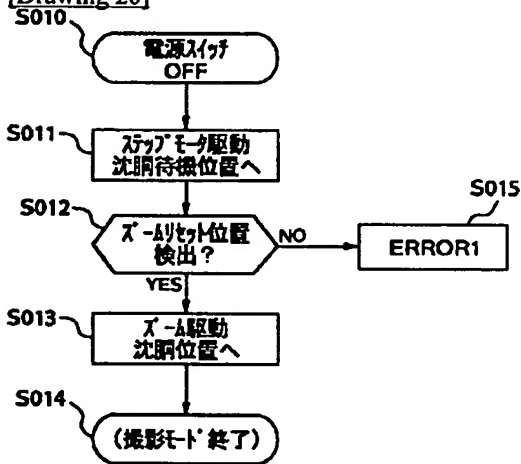 [Drawing 20]
S010
電源スイッチ
OFF
S011
ステップモータ駆動
沈胴待機位置へ
S012
ズームリセット位置
検出?
NO
S015
ERROR1
YES
S013
ズーム駆動
沈胴位置へ
S014
(撮影モード終了)